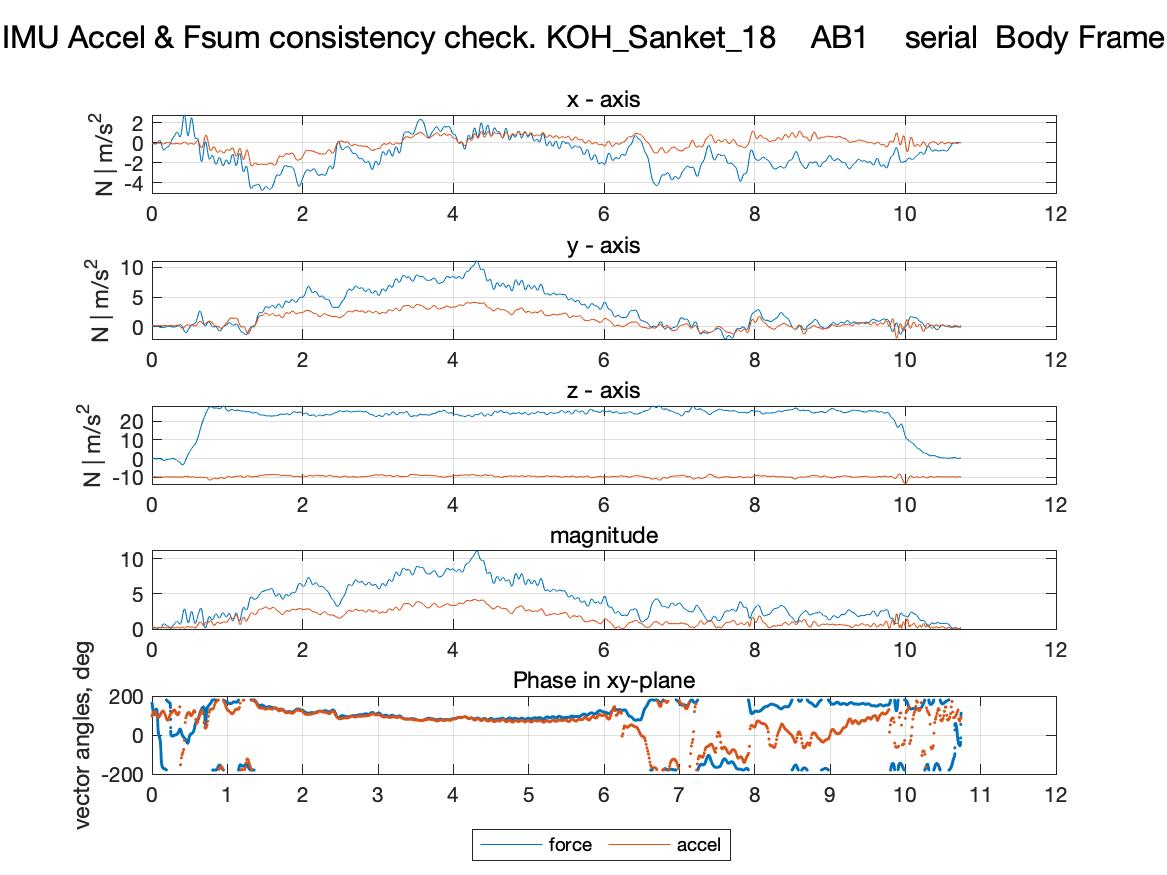 IMU Accel & Fsum consistency check. KOH_Sanket_18 AB1 serial Body Frame
x - axis
N | m/s2
2
0
-2
-4
0 2 4 6 8 10 12
y - axis
N | m/s2
10
5
0
0 2 4 6 8 10 12
z - axis
N | m/s2
20
10
0
-10
0 2 4 6 8 10 12
magnitude
10
5
0
0 2 4 6 8 10 12
Phase in xy-plane
vector angles, deg
200
0
-200
0 1 2 3 4 5 6 7 8 9 10 11 12
force accel